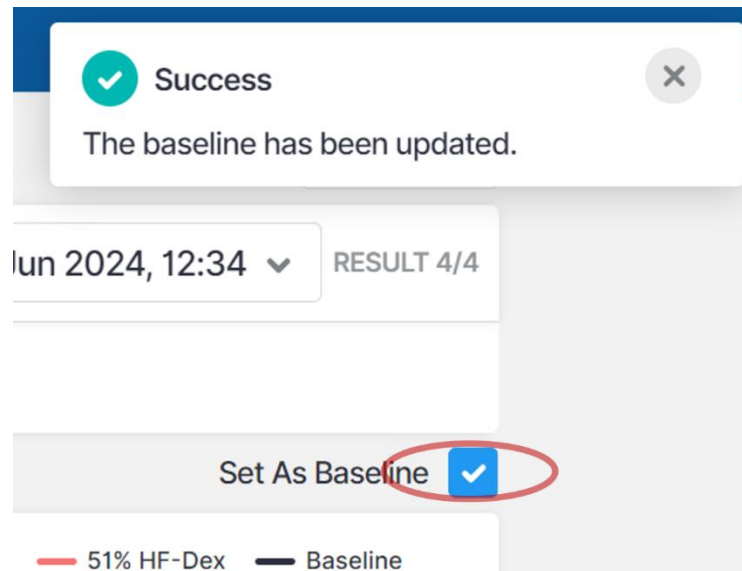 Success
The baseline has been updated.
Jun 2024, 12:34 RESULT 4/4
Set As Baseline
51% HF-Dex Baseline